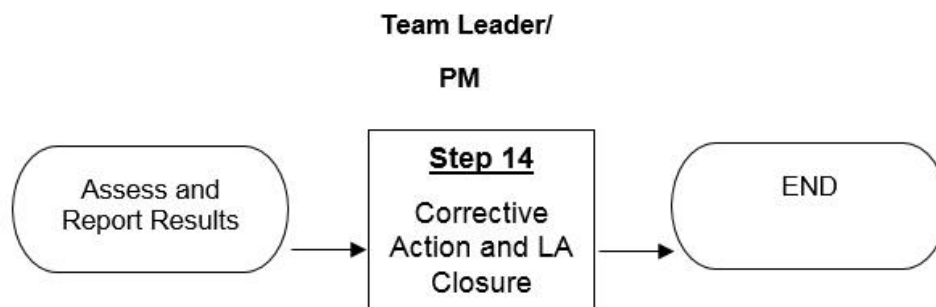 Team Leader/
PM
Assess and
Report Results
Step 14
Corrective
Action and LA
Closure
END